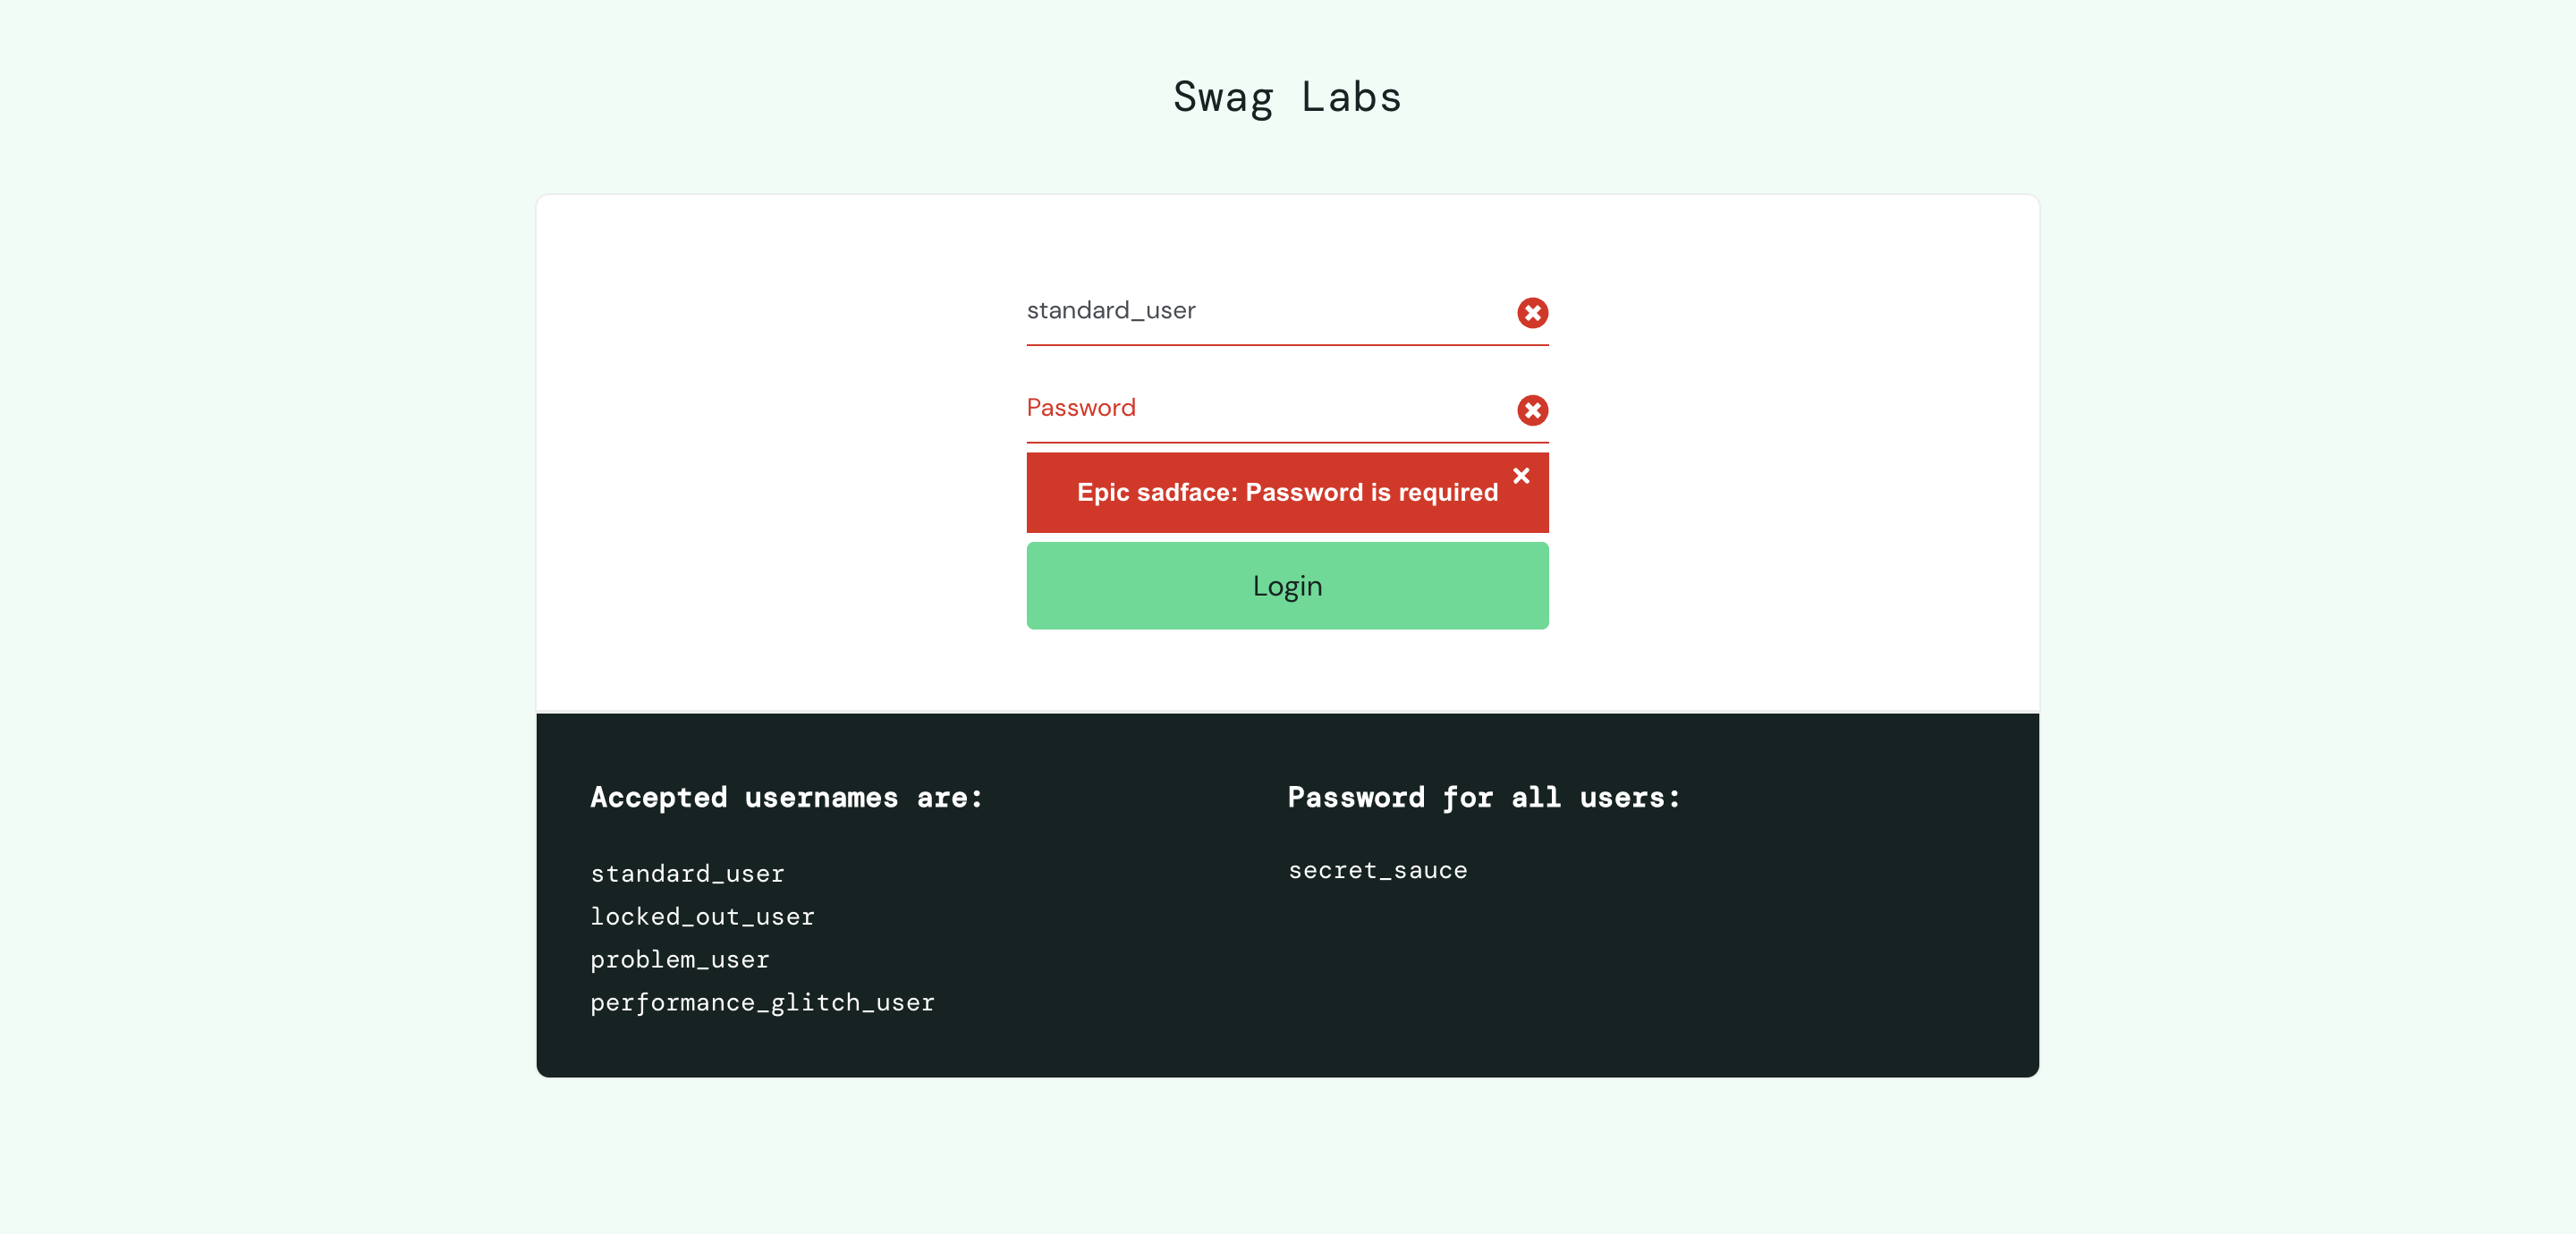 Swag Labs
standard_user
Password
Epic sadface: Password is required
Login
Accepted usernames are:
standard_user
locked_out_user
problem_user
performance_glitch_user
Password for all users:
secret_sauce